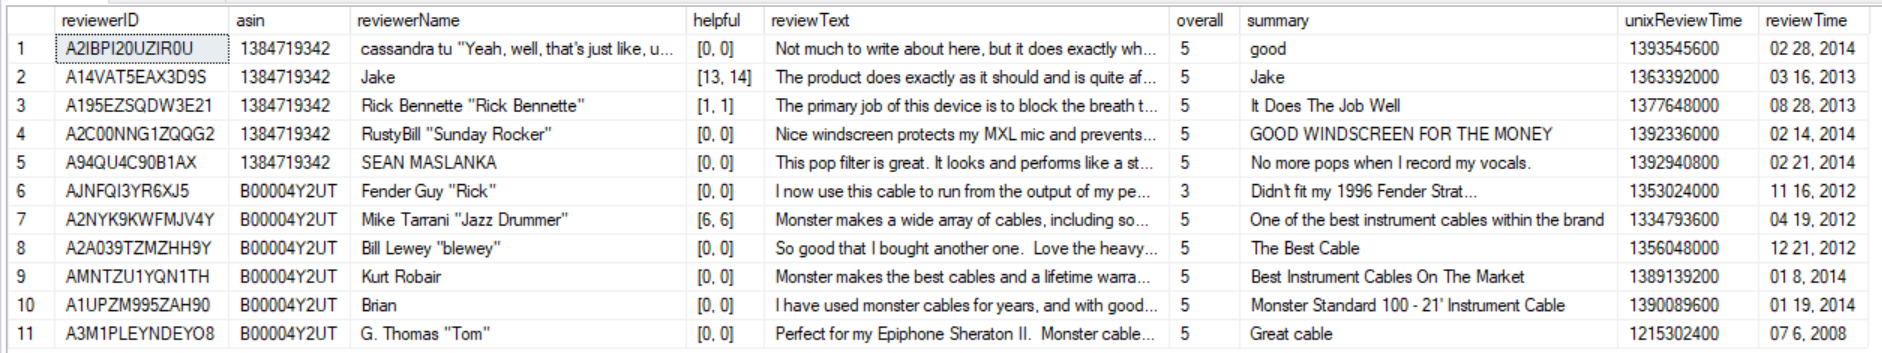 reviewerID asin reviewerName helpful reviewText overall summary unixReviewTime reviewTime
1 A2IBPI20UZIR0U 1384719342 cassandra tu "Yeah, well, that's just like, u... [0, 0] Not much to write about here, but it does exactly wh... 5 good 1393545600 02 28, 2014
2 A14VAT5EAX3D9S 1384719342 Jake [13, 14] The product does exactly as it should and is quite af... 5 Jake 1363392000 03 16, 2013
3 A195EZSQDW3E21 1384719342 Rick Bennette "Rick Bennette" [1, 1] The primary job of this device is to block the breath t... 5 It Does The Job Well 1377648000 08 28, 2013
4 A2C00NNG1ZQQG2 1384719342 RustyBill "Sunday Rocker" [0, 0] Nice windscreen protects my MXL mic and prevents... 5 GOOD WINDSCREEN FOR THE MONEY 1392336000 02 14, 2014
5 A94QU4C90B1AX 1384719342 SEAN MASLANKA [0, 0] This pop filter is great. It looks and performs like a st... 5 No more pops when I record my vocals. 1392940800 02 21, 2014
6 AJNFQI3YR6XJ5 B00004Y2UT Fender Guy "Rick" [0, 0] I now use this cable to run from the output of my pe... 3 Didn't fit my 1996 Fender Strat... 1353024000 11 16, 2012
7 A2NYK9KWFMJV4Y B00004Y2UT Mike Tarrani "Jazz Drummer" [6, 6] Monster makes a wide array of cables, including so... 5 One of the best instrument cables within the brand 1334793600 04 19, 2012
8 A2A039TZMZHH9Y B00004Y2UT Bill Lewey "blewey" [0, 0] So good that I bought another one.  Love the heavy... 5 The Best Cable 1356048000 12 21, 2012
9 AMNTZU1YQN1TH B00004Y2UT Kurt Robair [0, 0] Monster makes the best cables and a lifetime warra... 5 Best Instrument Cables On The Market 1389139200 01 8, 2014
10 A1UPZM995ZAH90 B00004Y2UT Brian [0, 0] I have used monster cables for years, and with good... 5 Monster Standard 100 - 21' Instrument Cable 1390089600 01 19, 2014
11 A3M1PLEYNDEYO8 B00004Y2UT G. Thomas "Tom" [0, 0] Perfect for my Epiphone Sheraton II.  Monster cable... 5 Great cable 1215302400 07 6, 2008